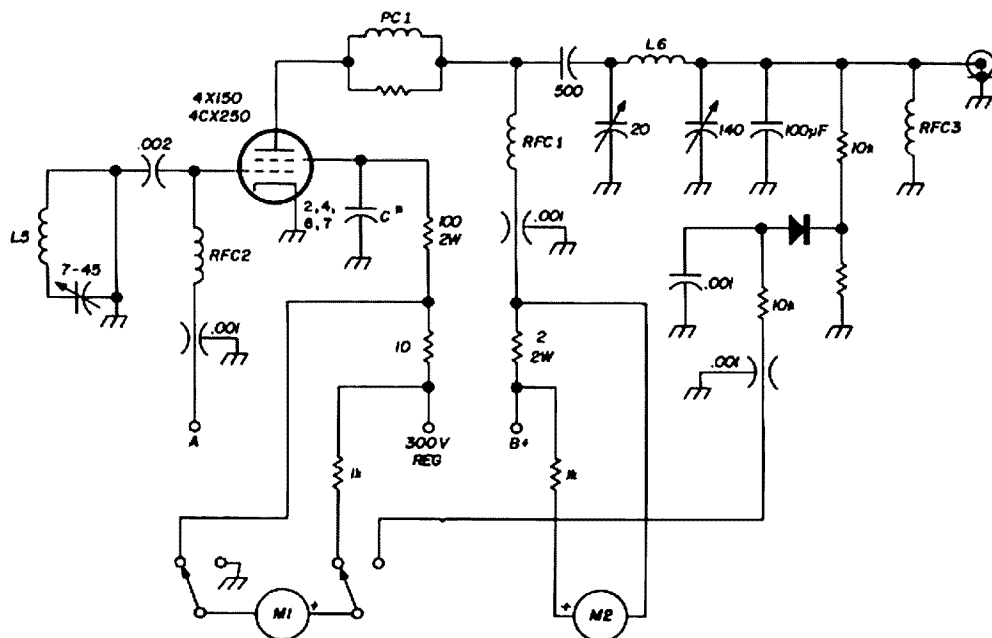 PC1
4X150
4CX250
.002
L5
7-45
RFC2
.001
A
2,4,
6,7
C*
100
2W
10
300V
REG
1k
RFC1
.001
2
2W
B+
1k
500
L6
20
140
100µF
10k
RFC3
.001
10k
.001
M1
+
+
M2